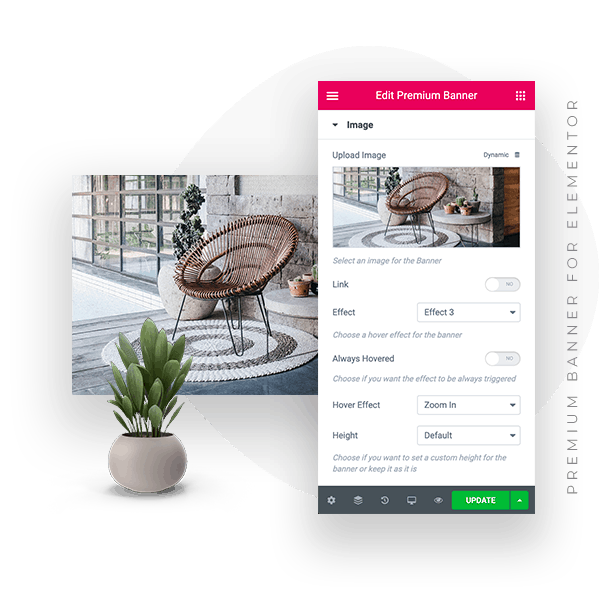 Edit Premium Banner
Image
Upload Image
Dynamic
Select an image for the Banner
Link
NO
Effect
Effect 3
Choose a hover effect for the banner
Always Hovered
NO
Choose if you want the effect to be always triggered
Hover Effect
Zoom In
Height
Default
Choose if you want to set a custom height for the
banner or keep it as it is
UPDATE
PREMIUM BANNER FOR ELEMENTOR